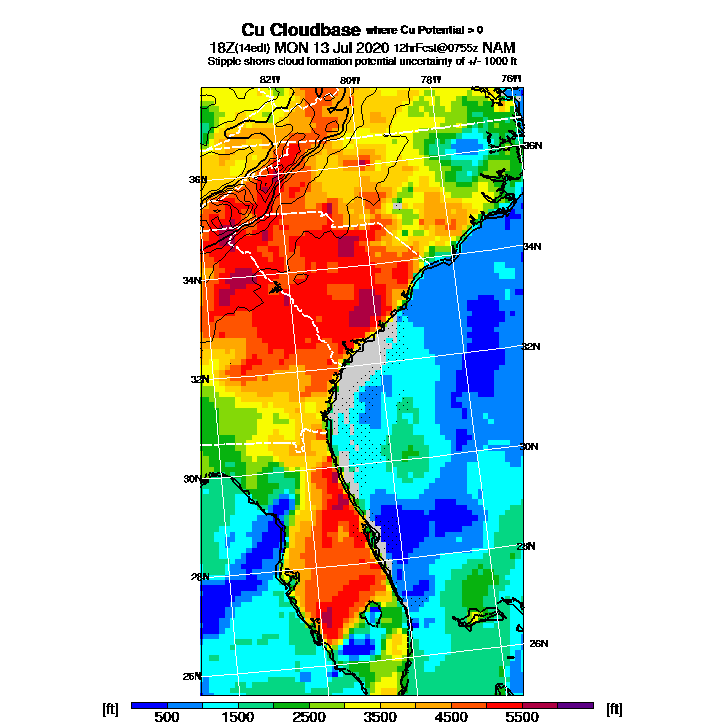 Cu Cloudbase where Cu Potential > 0
18Z(14edt) MON 13 Jul 2020 12hrFcst@0755z NAM
Stipple shows cloud formation potential uncertainty of +/- 1000 ft
82W 80W 78W 76W
36N 36N
34N 34N
32N 32N
30N 30N
28N 28N
26N 26N
[ft] 500 1500 2500 3500 4500 5500 [ft]